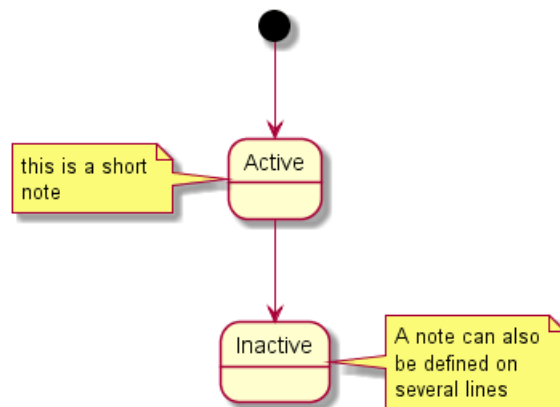 Active
this is a short
note
Inactive
A note can also
be defined on
several lines